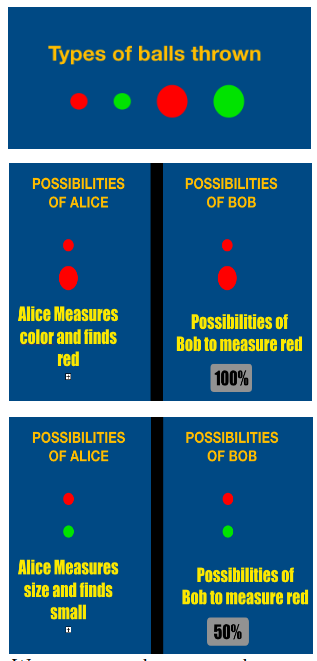 Types of balls thrown
POSSIBILITIES
OF ALICE
POSSIBILITIES
OF BOB
Alice Measures
color and finds
red
Possibilities of
Bob to measure red
100%
POSSIBILITIES
OF ALICE
POSSIBILITIES
OF BOB
Alice Measures
size and finds
small
Possibilities of
Bob to measure red
50%